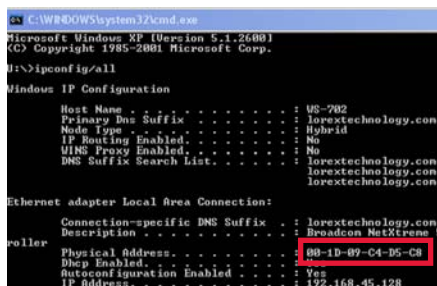 C:\WINDOWS\system32\cmd.exe
Microsoft Windows XP [Version 5.1.2600]
(C) Copyright 1985-2001 Microsoft Corp.
U:\>ipconfig/all
Windows IP Configuration
Host Name . . . . . . . . . . . . : WS-702
Primary Dns Suffix . . . . . . . : lorextechnology.com
Node Type . . . . . . . . . . . . : Hybrid
IP Routing Enabled. . . . . . . . : No
WINS Proxy Enabled. . . . . . . . : No
DNS Suffix Search List. . . . . . : lorextechnology.com
lorextechnology.com
lorextechnology.com
Ethernet adapter Local Area Connection:
Connection-specific DNS Suffix . : lorextechnology.com
Description . . . . . . . . . . . : Broadcom NetXtreme
roller
Physical Address. . . . . . . . . : 00-1D-09-C4-D5-C8
Dhcp Enabled. . . . . . . . . . . :
Autoconfiguration Enabled . . . . : Yes
IP Address. . . . . . . . . . . . : 192.168.45.128